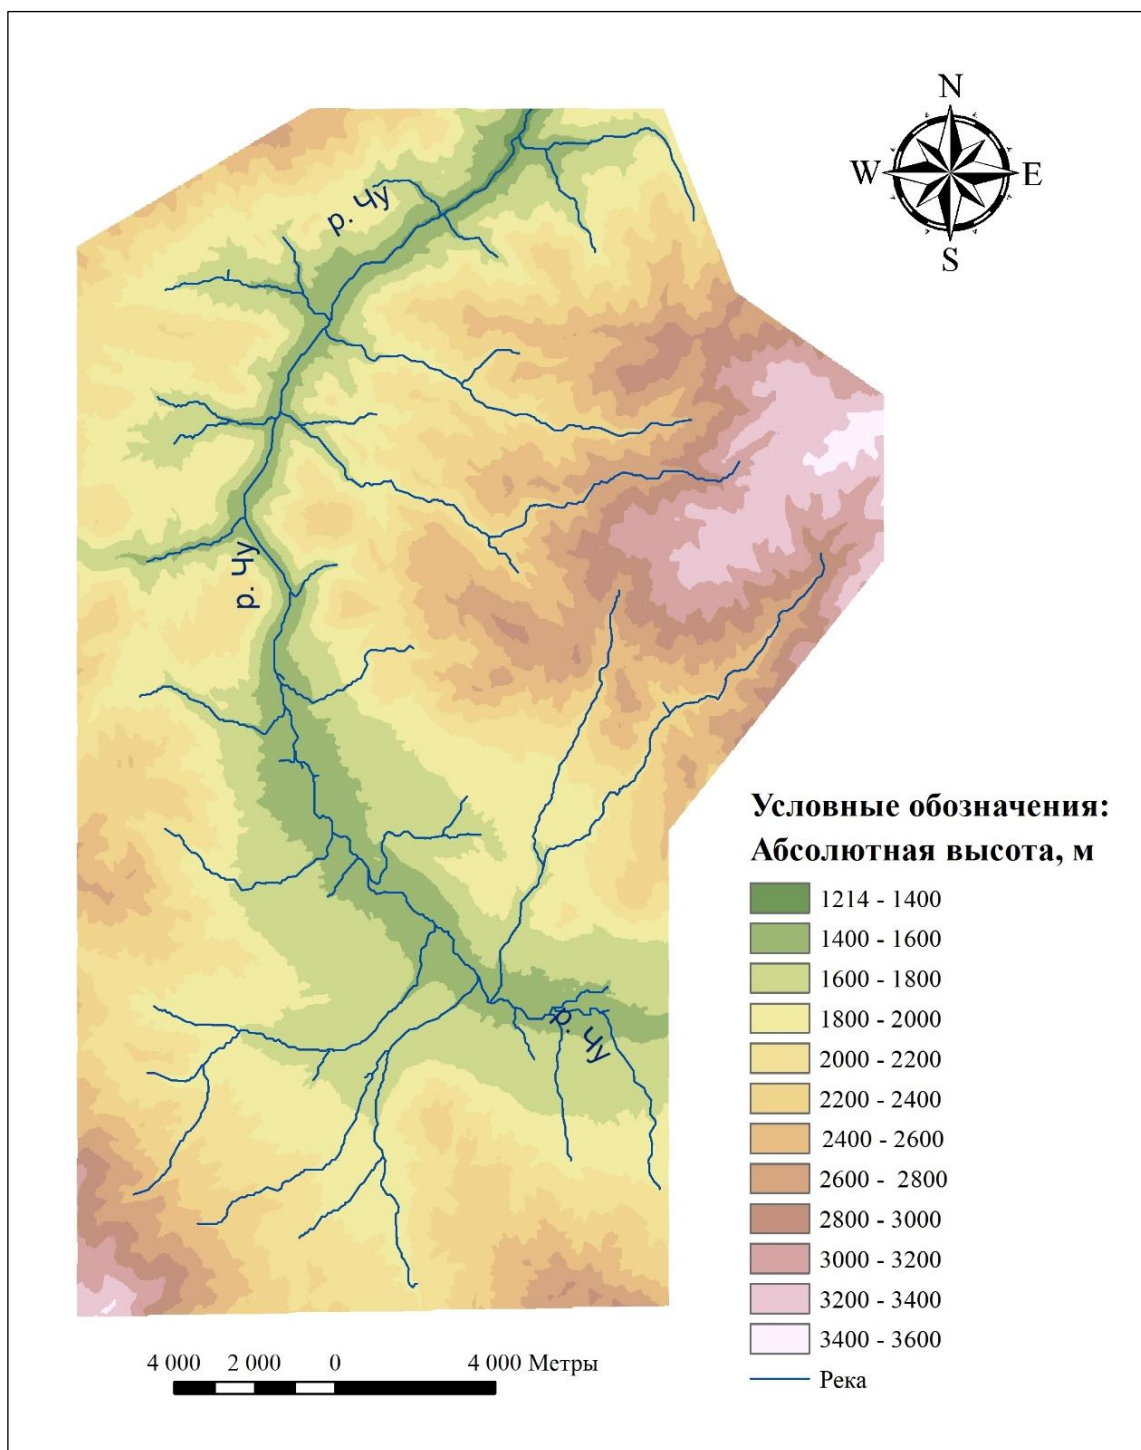 N
W E
S
р. Чу
р. Чу
р. Чу
Условные обозначения:
Абсолютная высота, м
1214 - 1400
1400 - 1600
1600 - 1800
1800 - 2000
2000 - 2200
2200 - 2400
2400 - 2600
2600 - 2800
2800 - 3000
3000 - 3200
3200 - 3400
3400 - 3600
Река
4 000 2 000 0 4 000 Метры